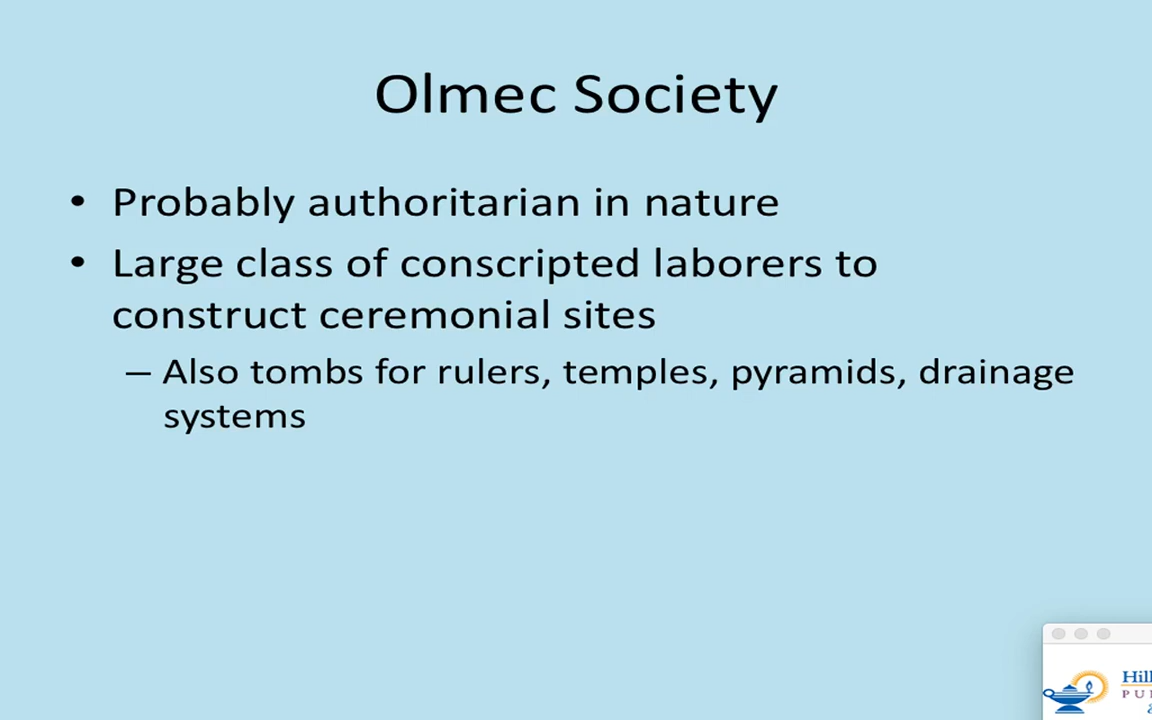 Olmec Society
• Probably authoritarian in nature
• Large class of conscripted laborers to
construct ceremonial sites
– Also tombs for rulers, temples, pyramids, drainage
systems